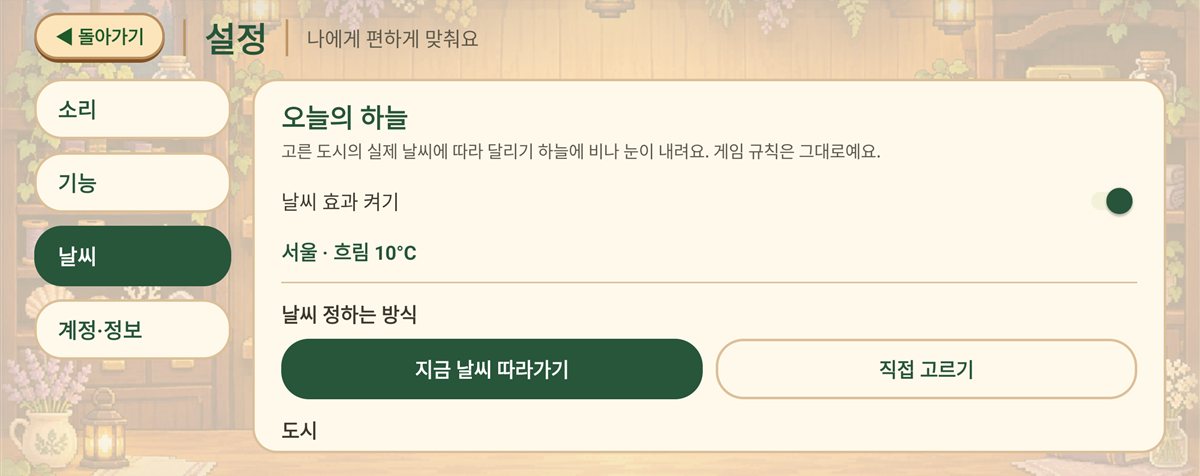 ◀ 돌아가기
설정
나에게 편하게 맞춰요
소리
기능
날씨
계정·정보
오늘의 하늘
고른 도시의 실제 날씨에 따라 달리기 하늘에 비나 눈이 내려요. 게임 규칙은 그대로예요.
날씨 효과 켜기
서울 · 흐림 10°C
날씨 정하는 방식
지금 날씨 따라가기
직접 고르기
도시